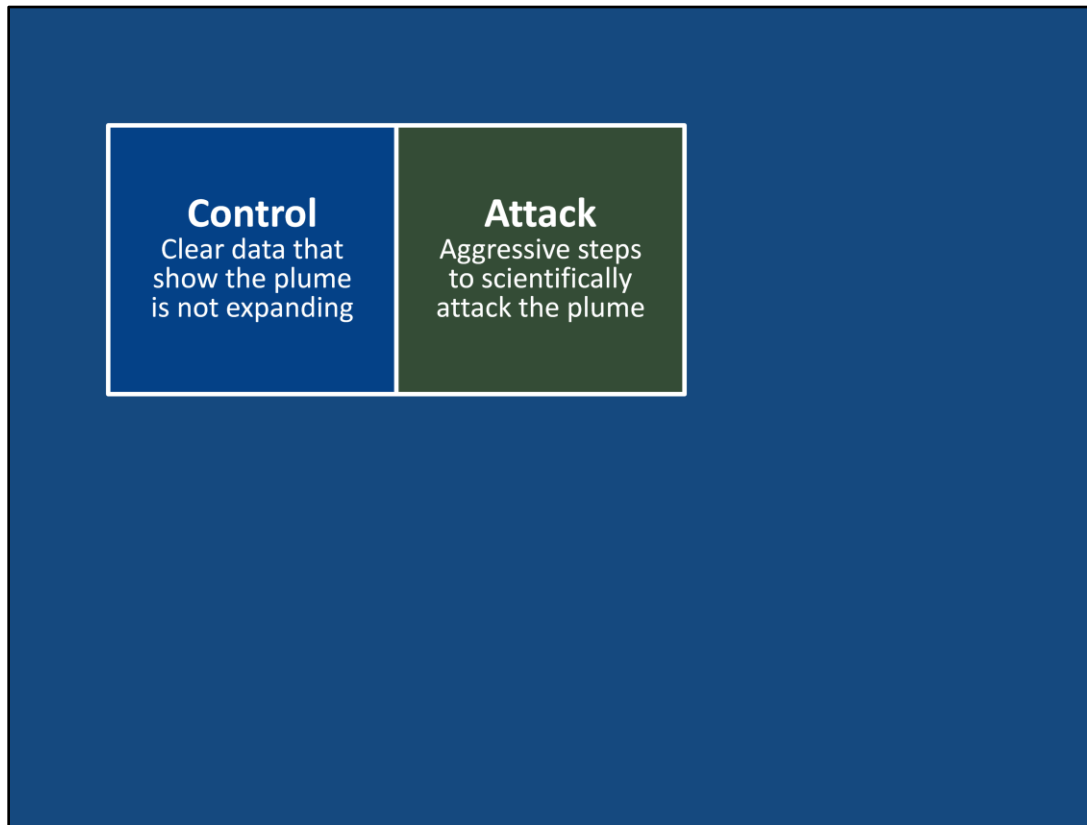 Control
Clear data that
show the plume
is not expanding
Attack
Aggressive steps
to scientifically
attack the plume